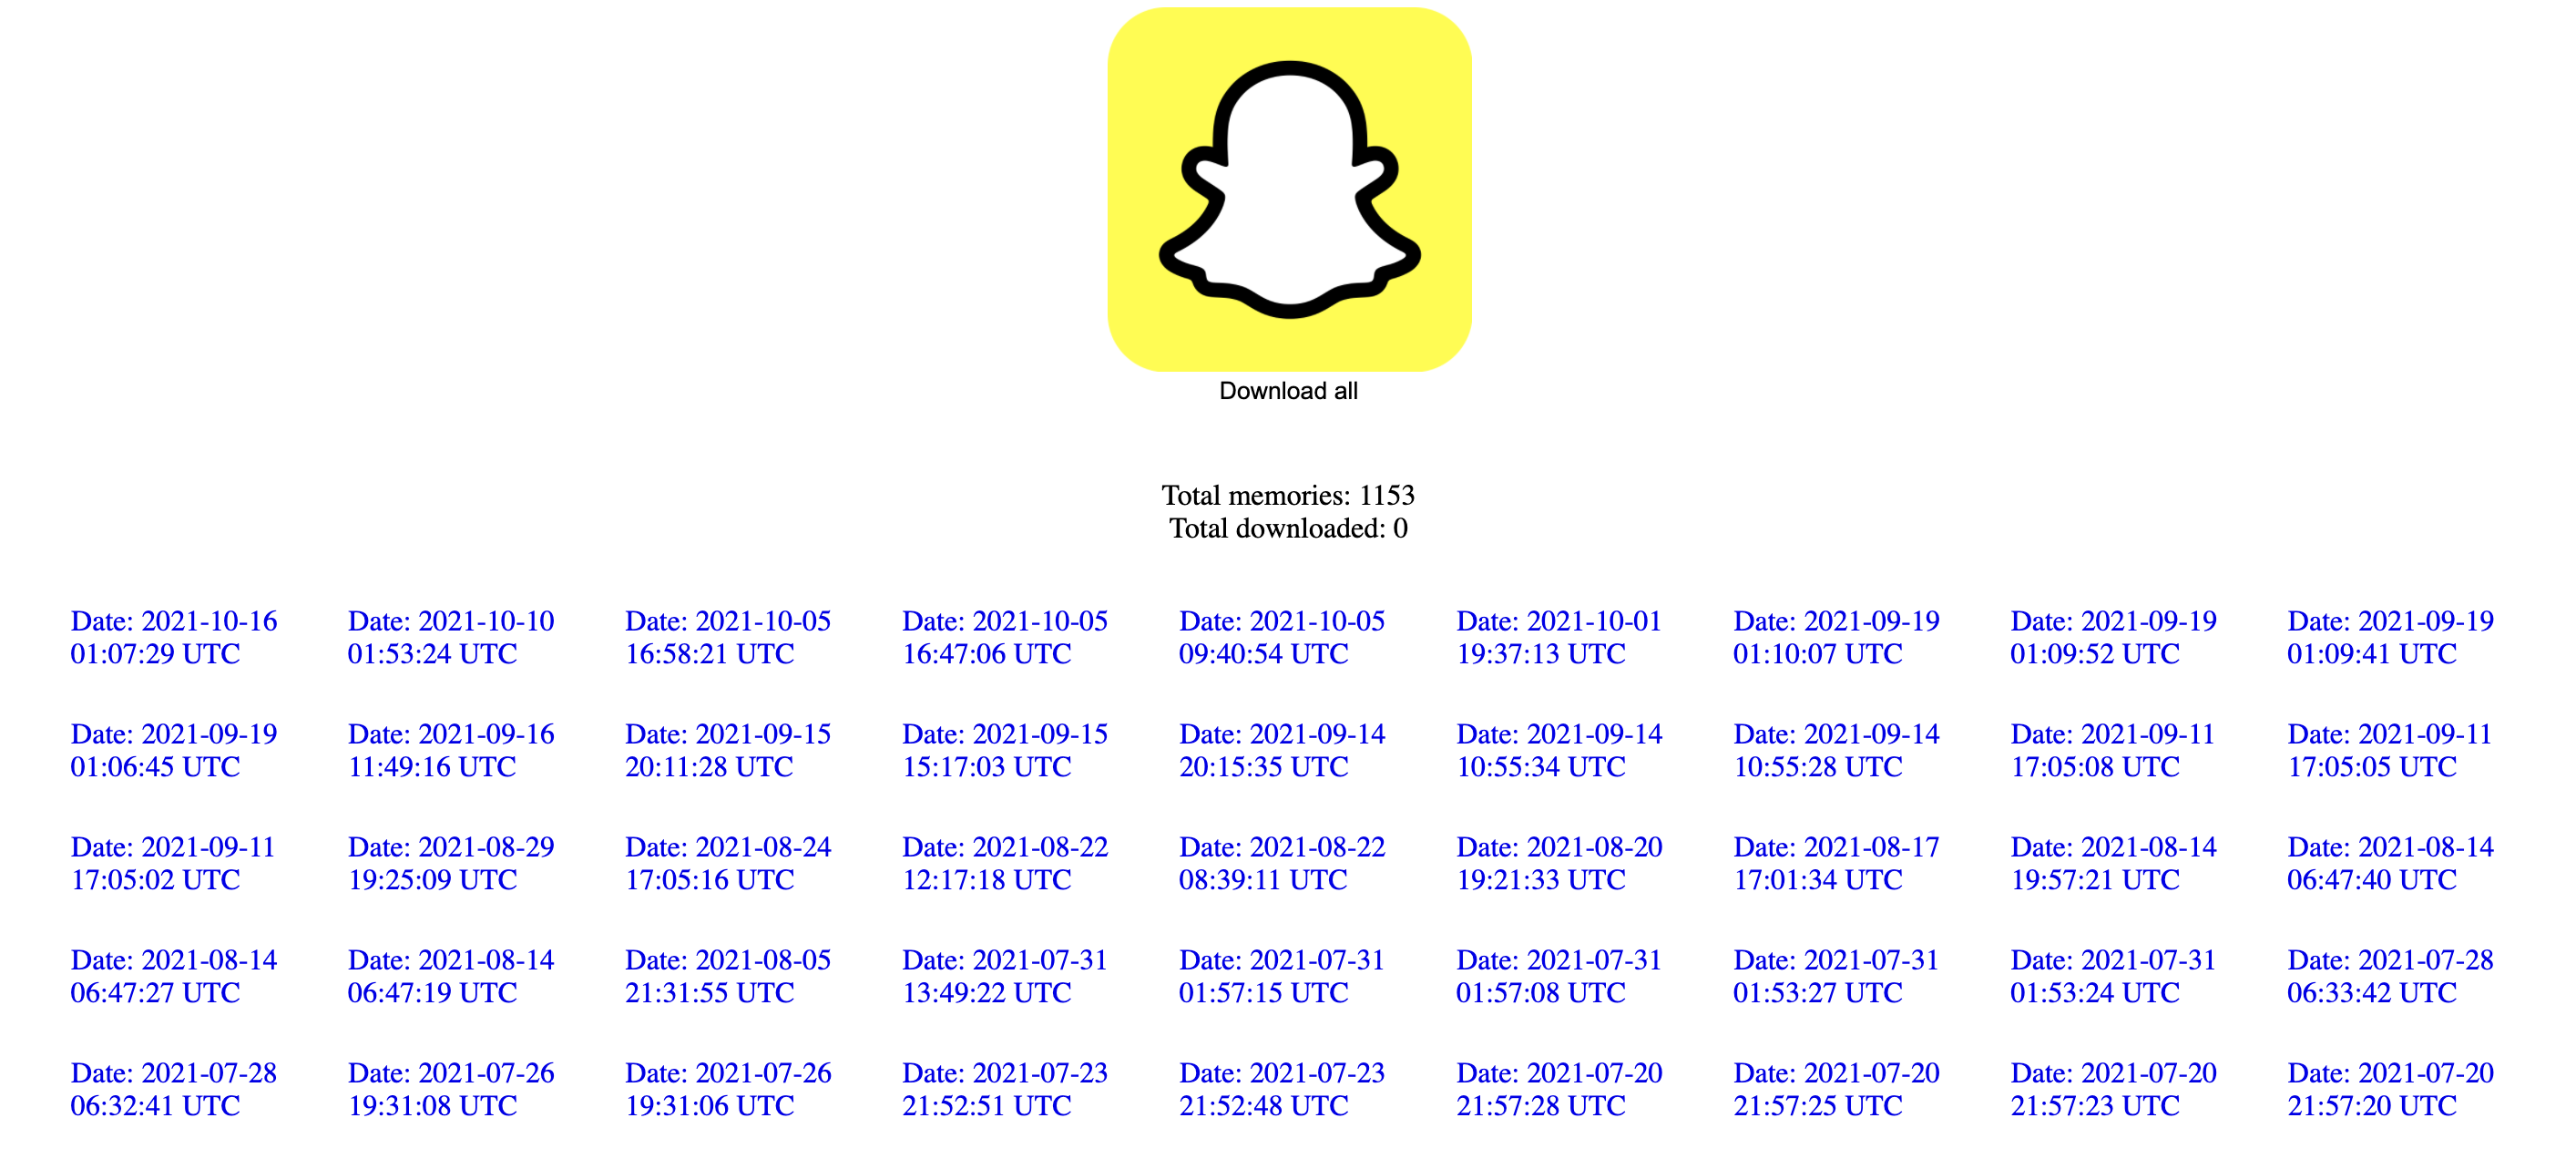 Download all
Total memories: 1153
Total downloaded: 0
Date: 2021-10-16 Date: 2021-10-10 Date: 2021-10-05 Date: 2021-10-05 Date: 2021-10-05 Date: 2021-10-01 Date: 2021-09-19 Date: 2021-09-19 Date: 2021-09-19
01:07:29 UTC 01:53:24 UTC 16:58:21 UTC 16:47:06 UTC 09:40:54 UTC 19:37:13 UTC 01:10:07 UTC 01:09:52 UTC 01:09:41 UTC
Date: 2021-09-19 Date: 2021-09-16 Date: 2021-09-15 Date: 2021-09-15 Date: 2021-09-14 Date: 2021-09-14 Date: 2021-09-14 Date: 2021-09-11 Date: 2021-09-11
01:06:45 UTC 11:49:16 UTC 20:11:28 UTC 15:17:03 UTC 20:15:35 UTC 10:55:34 UTC 10:55:28 UTC 17:05:08 UTC 17:05:05 UTC
Date: 2021-09-11 Date: 2021-08-29 Date: 2021-08-24 Date: 2021-08-22 Date: 2021-08-22 Date: 2021-08-20 Date: 2021-08-17 Date: 2021-08-14 Date: 2021-08-14
17:05:02 UTC 19:25:09 UTC 17:05:16 UTC 12:17:18 UTC 08:39:11 UTC 19:21:33 UTC 17:01:34 UTC 19:57:21 UTC 06:47:40 UTC
Date: 2021-08-14 Date: 2021-08-14 Date: 2021-08-05 Date: 2021-07-31 Date: 2021-07-31 Date: 2021-07-31 Date: 2021-07-31 Date: 2021-07-31 Date: 2021-07-28
06:47:27 UTC 06:47:19 UTC 21:31:55 UTC 13:49:22 UTC 01:57:15 UTC 01:57:08 UTC 01:53:27 UTC 01:53:24 UTC 06:33:42 UTC
Date: 2021-07-28 Date: 2021-07-26 Date: 2021-07-26 Date: 2021-07-23 Date: 2021-07-23 Date: 2021-07-20 Date: 2021-07-20 Date: 2021-07-20 Date: 2021-07-20
06:32:41 UTC 19:31:08 UTC 19:31:06 UTC 21:52:51 UTC 21:52:48 UTC 21:57:28 UTC 21:57:25 UTC 21:57:23 UTC 21:57:20 UTC